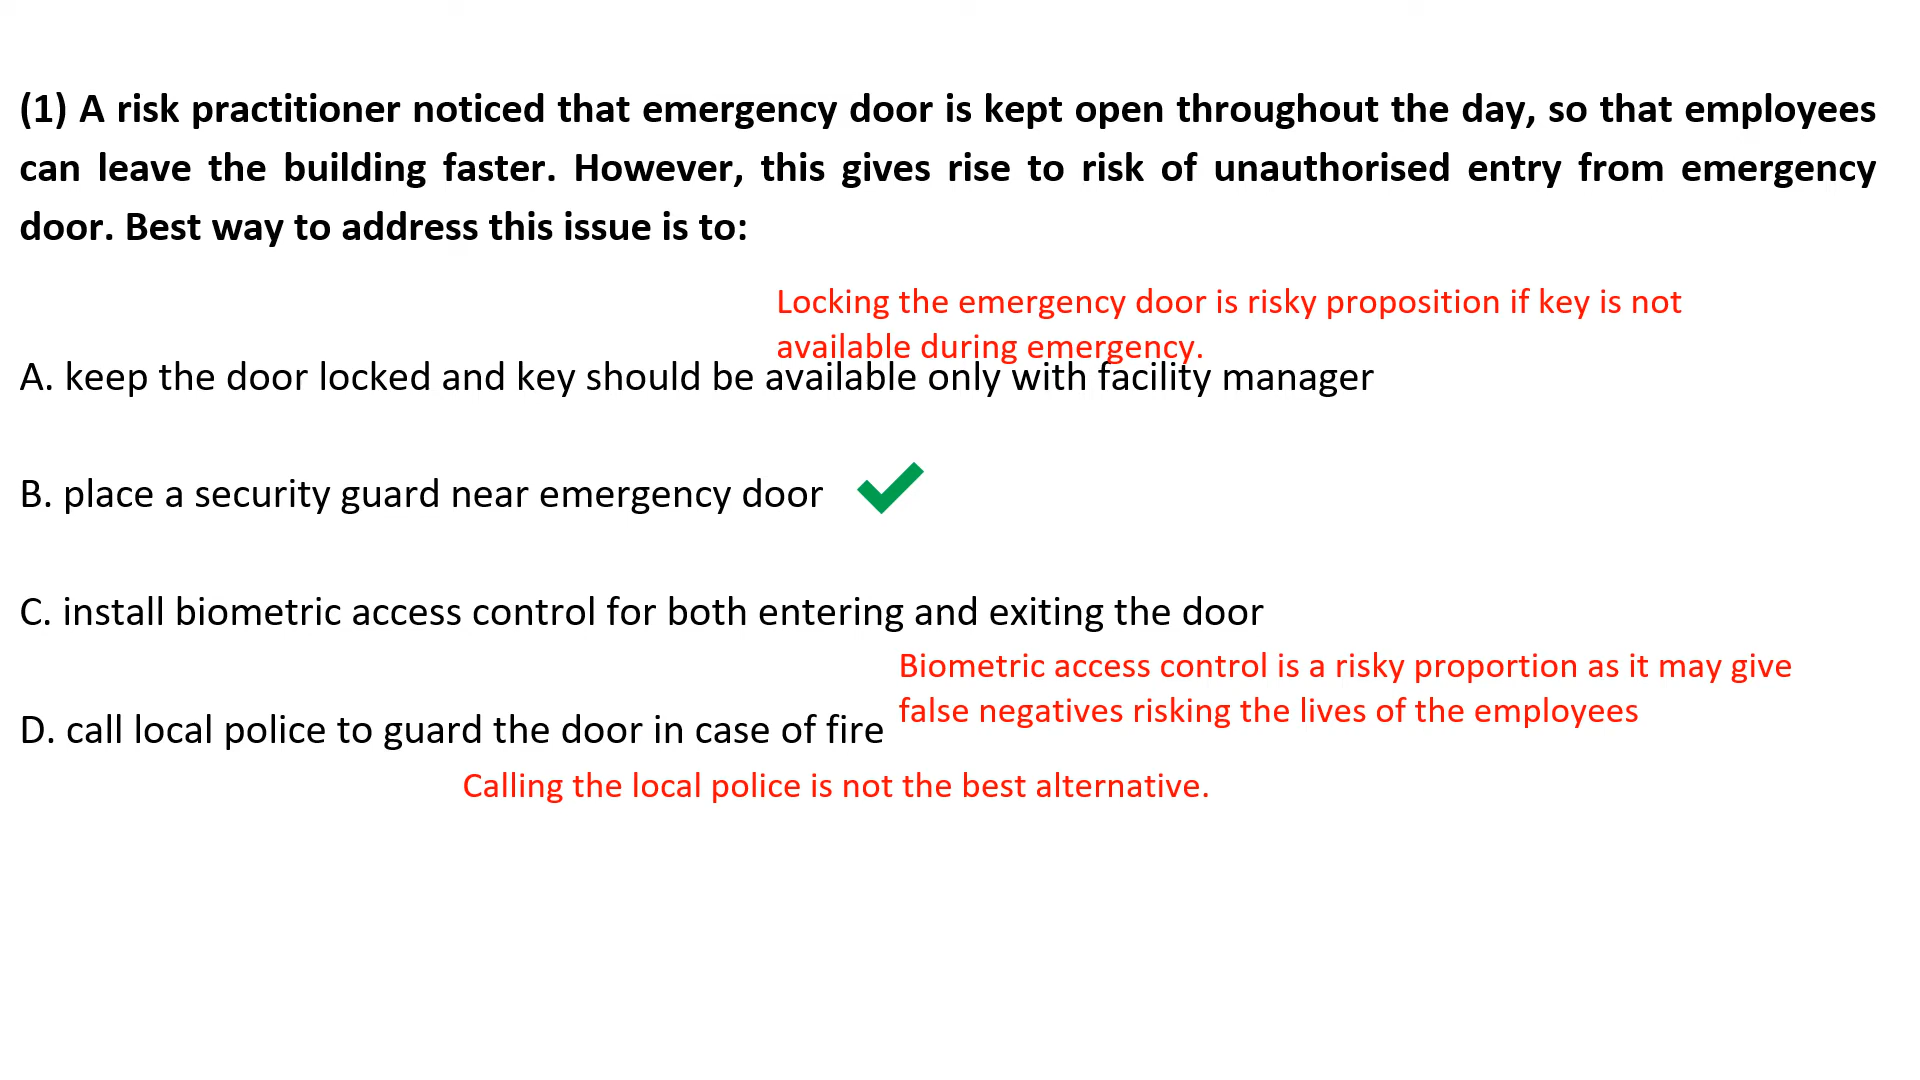 (1) A risk practitioner noticed that emergency door is kept open throughout the day, so that employees
can leave the building faster. However, this gives rise to risk of unauthorised entry from emergency
door. Best way to address this issue is to:
Locking the emergency door is risky proposition if key is not
available during emergency.
A. keep the door locked and key should be available only with facility manager
B. place a security guard near emergency door
C. install biometric access control for both entering and exiting the door
Biometric access control is a risky proportion as it may give
false negatives risking the lives of the employees
D. call local police to guard the door in case of fire
Calling the local police is not the best alternative.